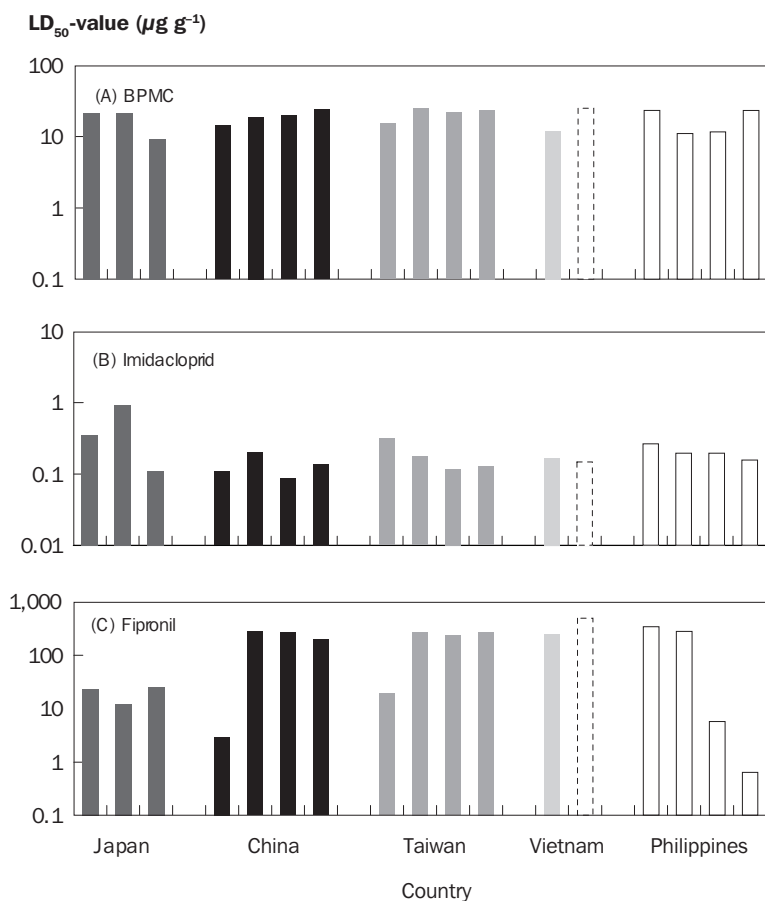 LD50-value (µg g–1)
100
(A) BPMC
10
1
0.1
10
(B) Imidacloprid
1
0.1
0.01
1,000
(C) Fipronil
100
10
1
0.1
Japan China Taiwan Vietnam Philippines
Country